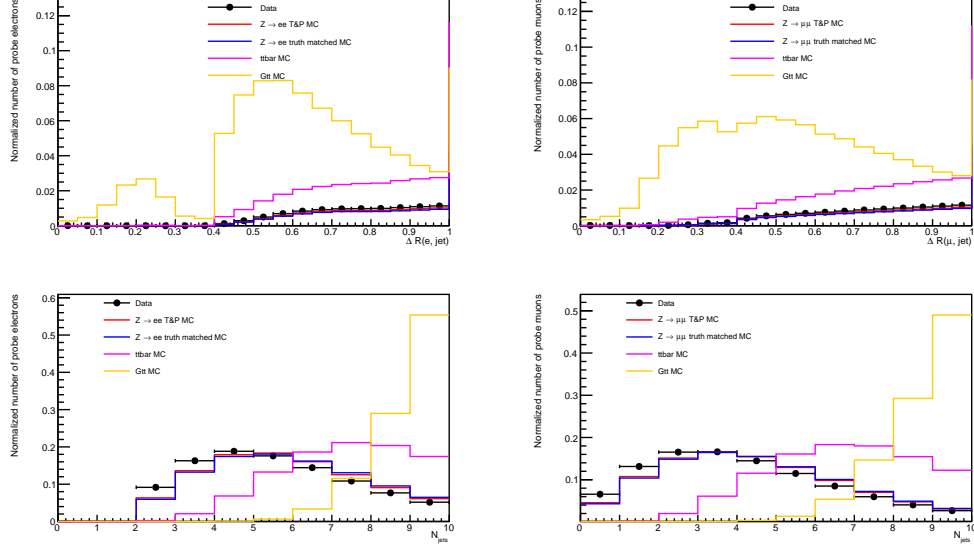 Data
Z → ee T&P MC
Z → ee truth matched MC
ttbar MC
Gtt MC
Normalized number of probe electrons
0.12
0.1
0.08
0.06
0.04
0.02
0
0 0.1 0.2 0.3 0.4 0.5 0.6 0.7 0.8 0.9 1
Δ R(e, jet)
Data
Z → μμ T&P MC
Z → μμ truth matched MC
ttbar MC
Gtt MC
Normalized number of probe muons
0.12
0.1
0.08
0.06
0.04
0.02
0
0 0.1 0.2 0.3 0.4 0.5 0.6 0.7 0.8 0.9 1
Δ R(μ, jet)
Data
Z → ee T&P MC
Z → ee truth matched MC
ttbar MC
Gtt MC
Normalized number of probe electrons
0.6
0.5
0.4
0.3
0.2
0.1
0
0 1 2 3 4 5 6 7 8 9 10
N jets
Data
Z → μμ T&P MC
Z → μμ truth matched MC
ttbar MC
Gtt MC
Normalized number of probe muons
0.5
0.4
0.3
0.2
0.1
0
0 1 2 3 4 5 6 7 8 9 10
N jets